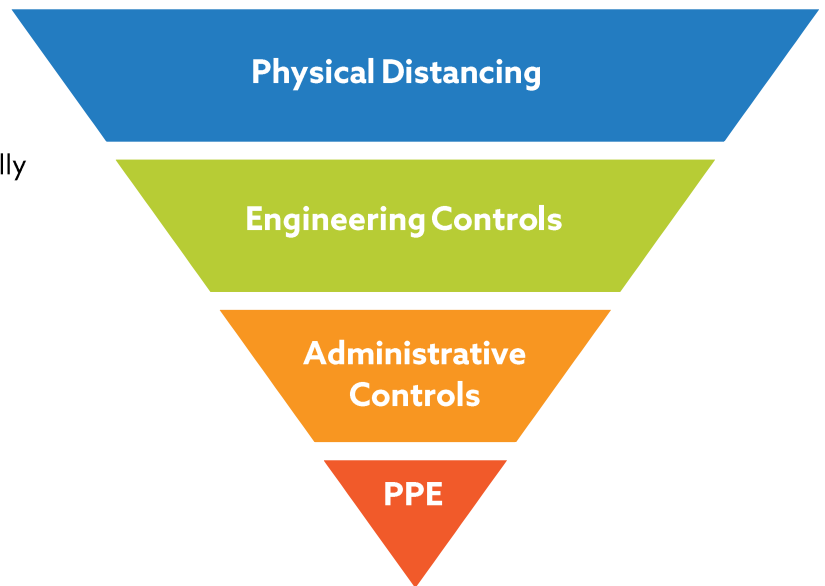 Physical Distancing
lly
Engineering Controls
Administrative
Controls
PPE